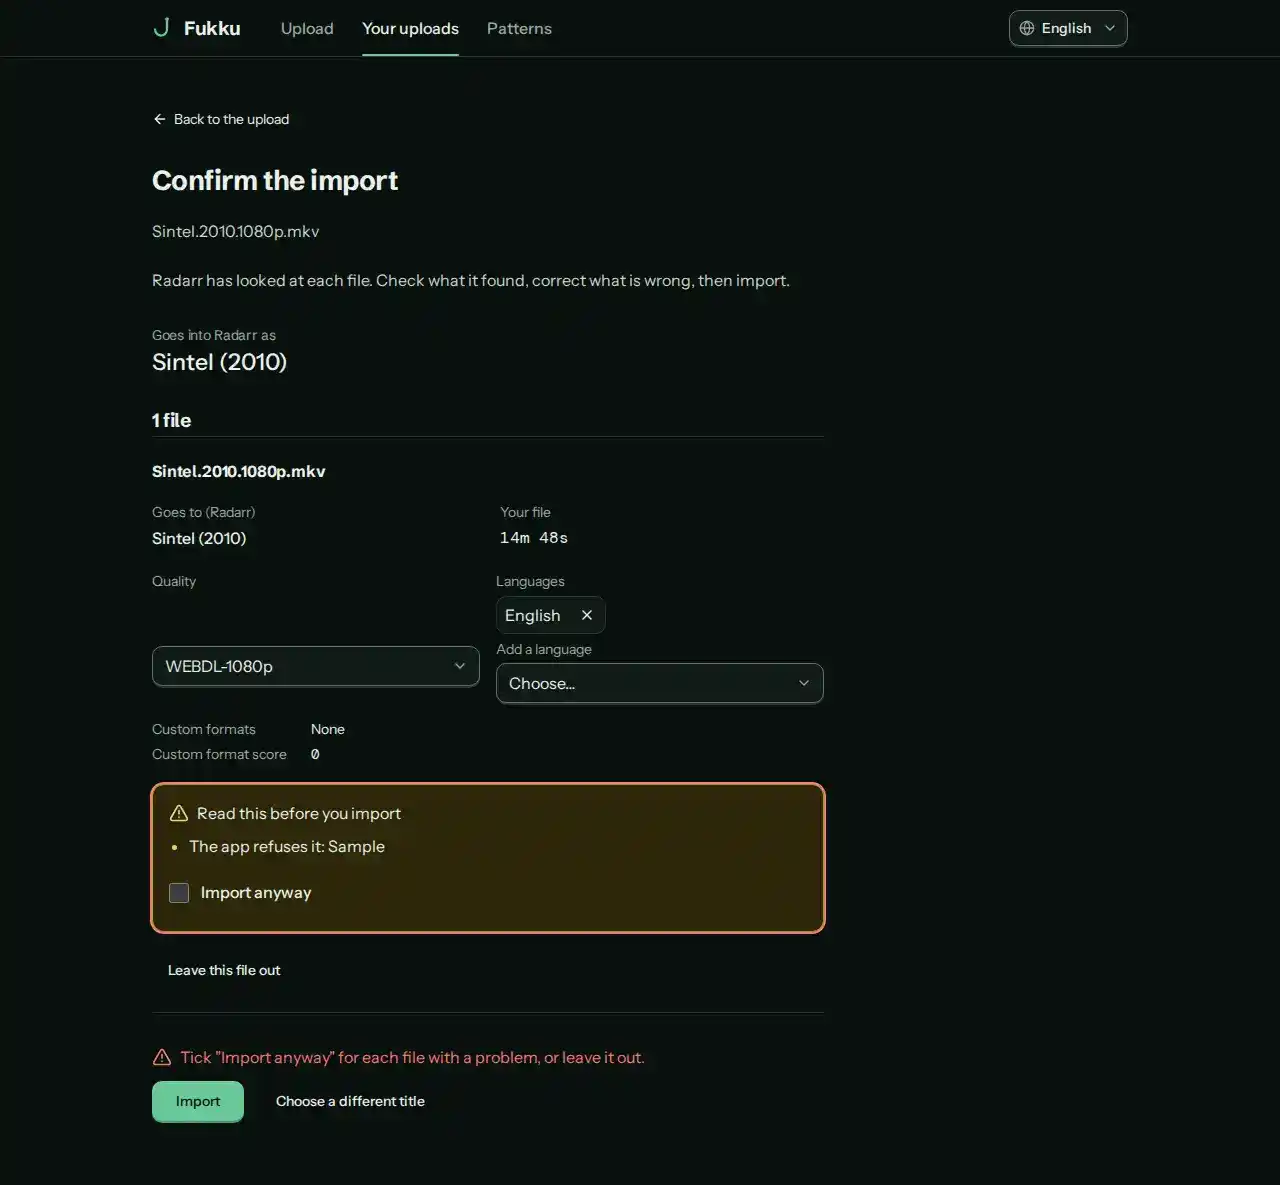 Fukku
Upload
Your uploads
Patterns
English
Back to the upload
Confirm the import
Sintel.2010.1080p.mkv
Radarr has looked at each file. Check what it found, correct what is wrong, then import.
Goes into Radarr as
Sintel (2010)
1 file
Sintel.2010.1080p.mkv
Goes to (Radarr)
Sintel (2010)
Your file
14m 48s
Quality
WEBDL-1080p
Languages
English
Add a language
Choose...
Custom formats None
Custom format score 0
Read this before you import
• The app refuses it: Sample
Import anyway
Leave this file out
Tick "Import anyway" for each file with a problem, or leave it out.
Import
Choose a different title